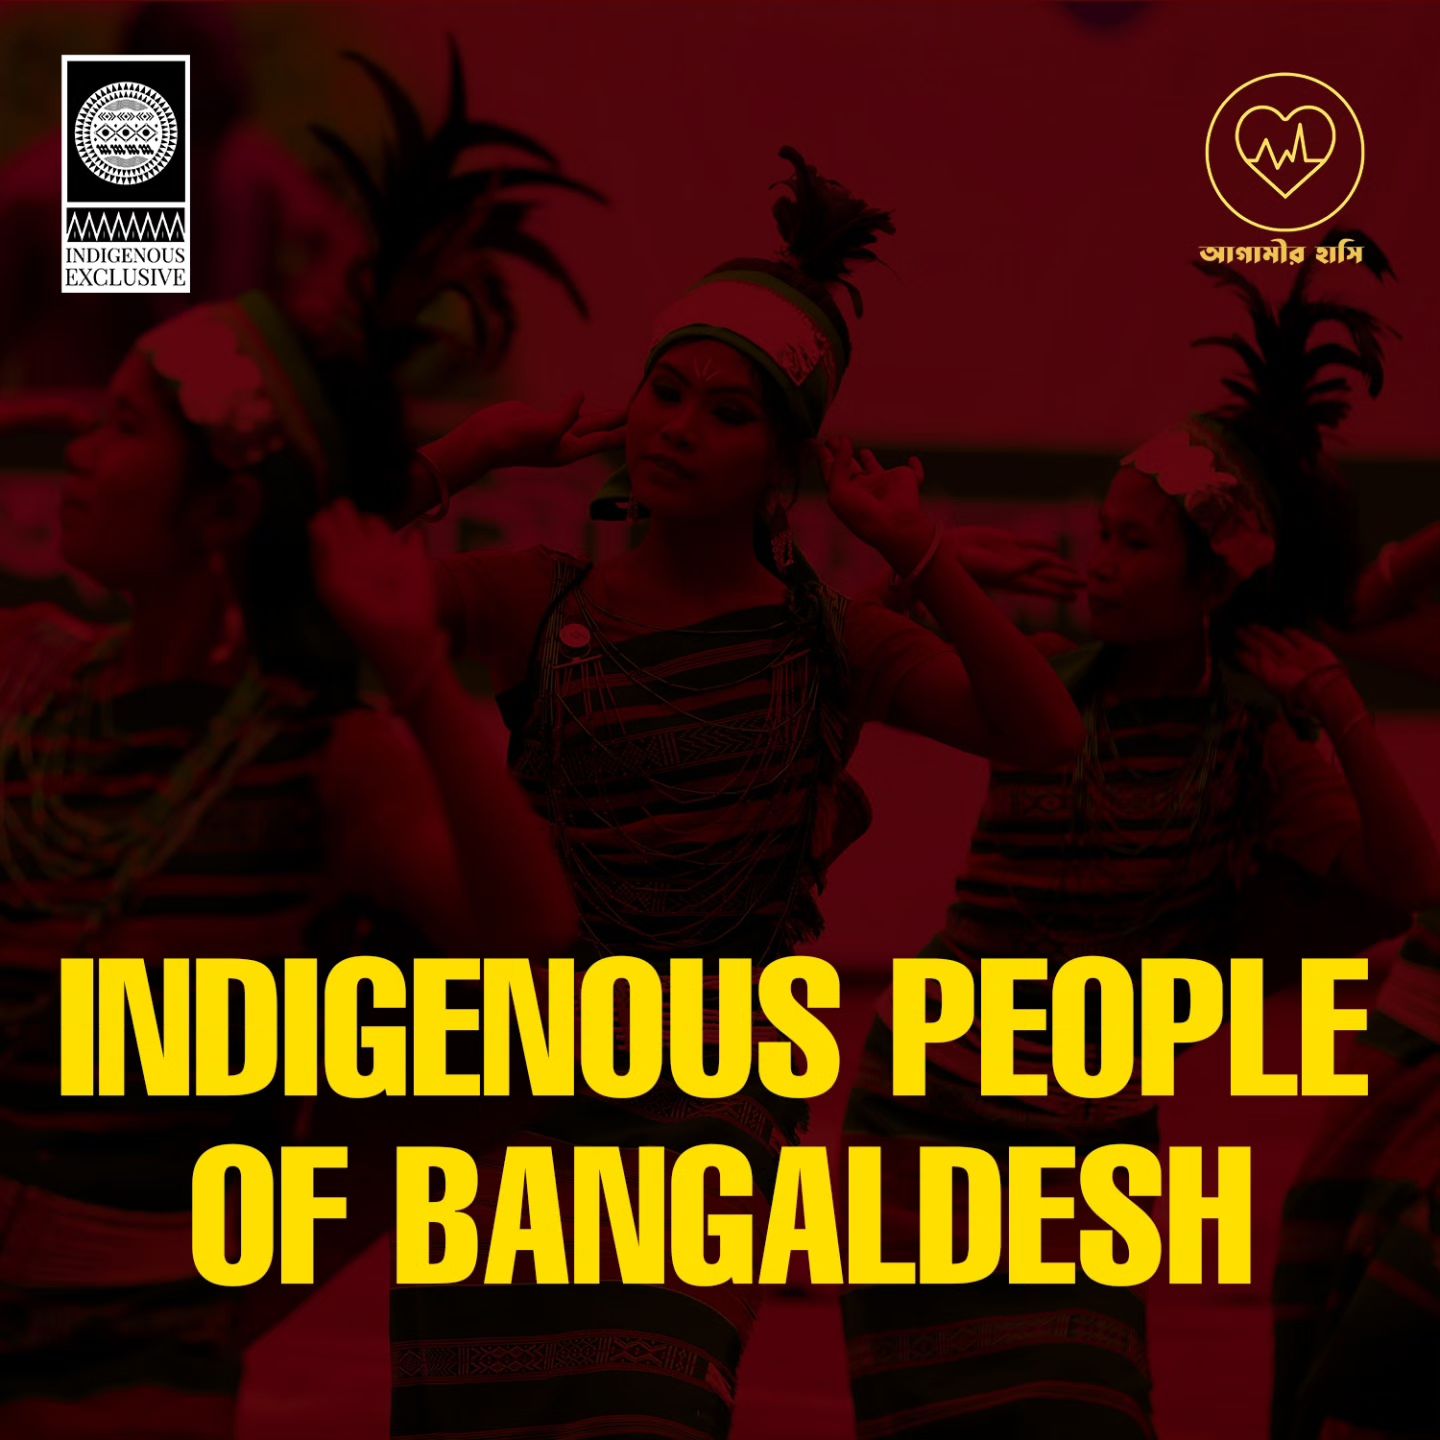 INDIGENOUS
EXCLUSIVE
আগামীর হাসি
INDIGENOUS PEOPLE
OF BANGALDESH